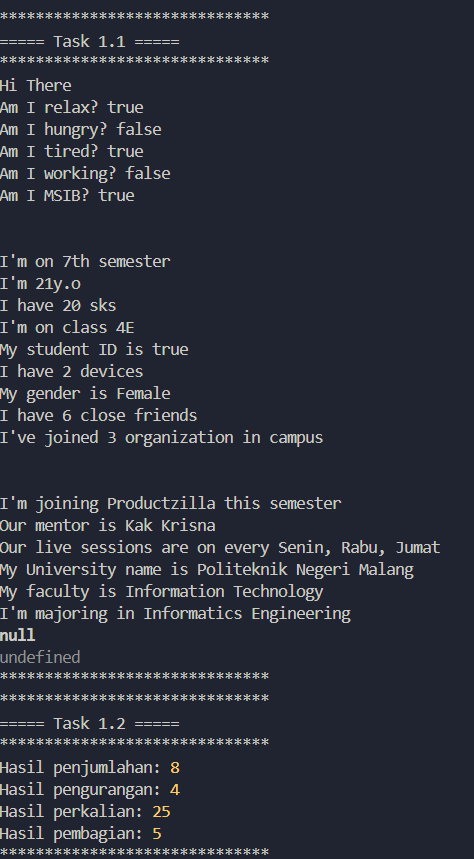 ******************************
===== Task 1.1 =====
******************************
Hi There
Am I relax? true
Am I hungry? false
Am I tired? true
Am I working? false
Am I MSIB? true
I'm on 7th semester
I'm 21y.o
I have 20 sks
I'm on class 4E
My student ID is true
I have 2 devices
My gender is Female
I have 6 close friends
I've joined 3 organization in campus
I'm joining Productzilla this semester
Our mentor is Kak Krisna
Our live sessions are on every Senin, Rabu, Jumat
My University name is Politeknik Negeri Malang
My faculty is Information Technology
I'm majoring in Informatics Engineering
null
undefined
******************************
******************************
===== Task 1.2 =====
******************************
Hasil penjumlahan: 8
Hasil pengurangan: 4
Hasil perkalian: 25
Hasil pembagian: 5
******************************